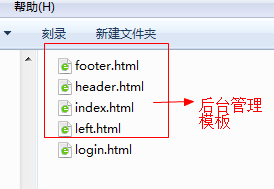 帮助(H)
刻录 新建文件夹
footer.html
header.html
index.html
left.html
login.html
后台管理
模板